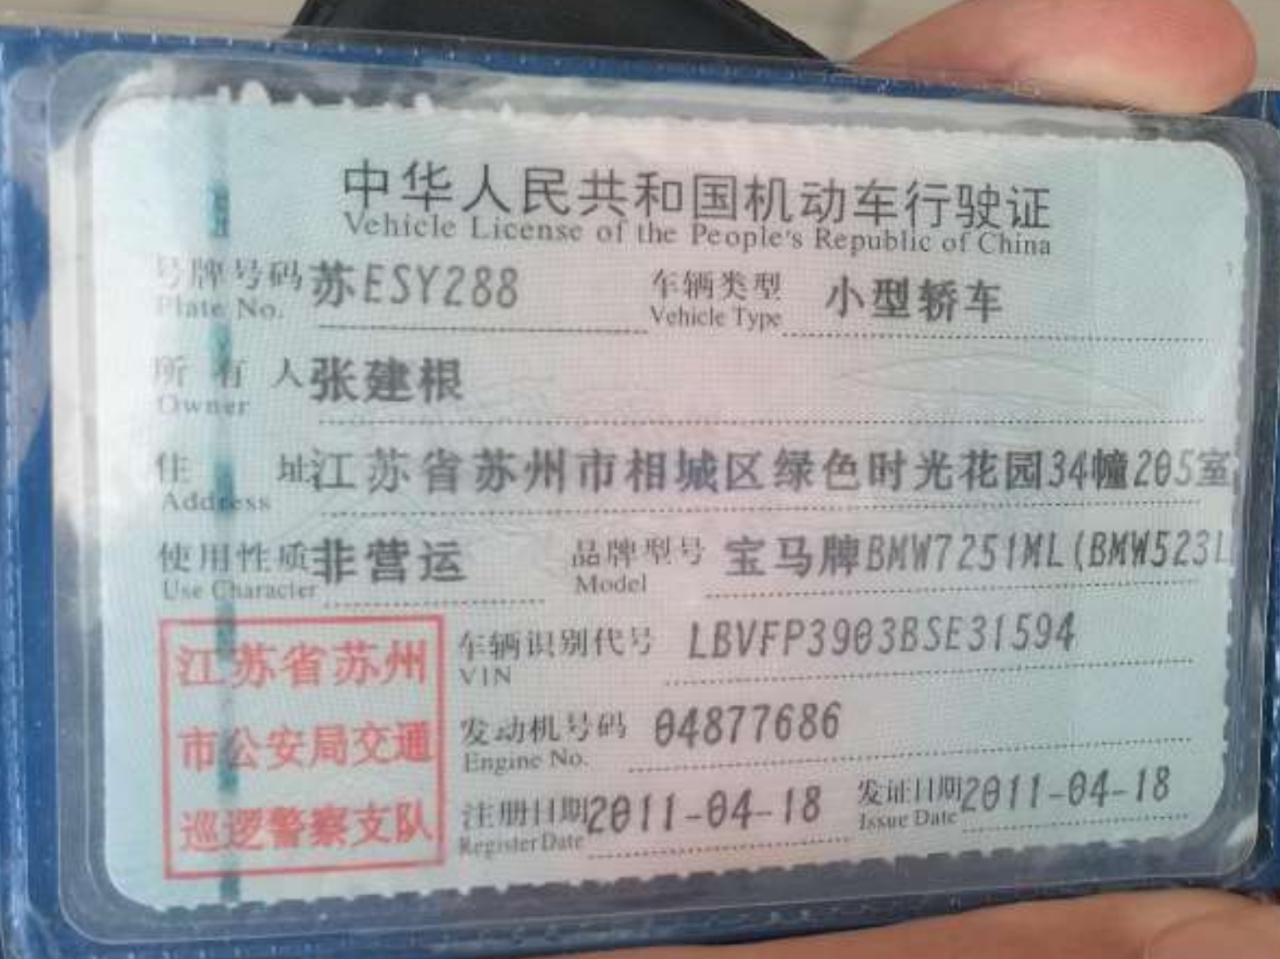 中华人民共和国机动车行驶证
Vehicle License of the People's Republic of China
号牌号码 苏ESY288 车辆类型 小型轿车
Plate No. Vehicle Type
所有人 张建根
Owner
住址 江苏省苏州市相城区绿色时光花园34幢205室
Address
使用性质 非营运 品牌型号 宝马牌BMW7251ML(BMW523L
Use Character Model
江苏省苏州
市公安局交通
巡逻警察支队
车辆识别代号 LBVFP3903BSE31594
VIN
发动机号码 04877686
Engine No.
注册日期 2011-04-18 发证日期 2011-04-18
Register Date Issue Date